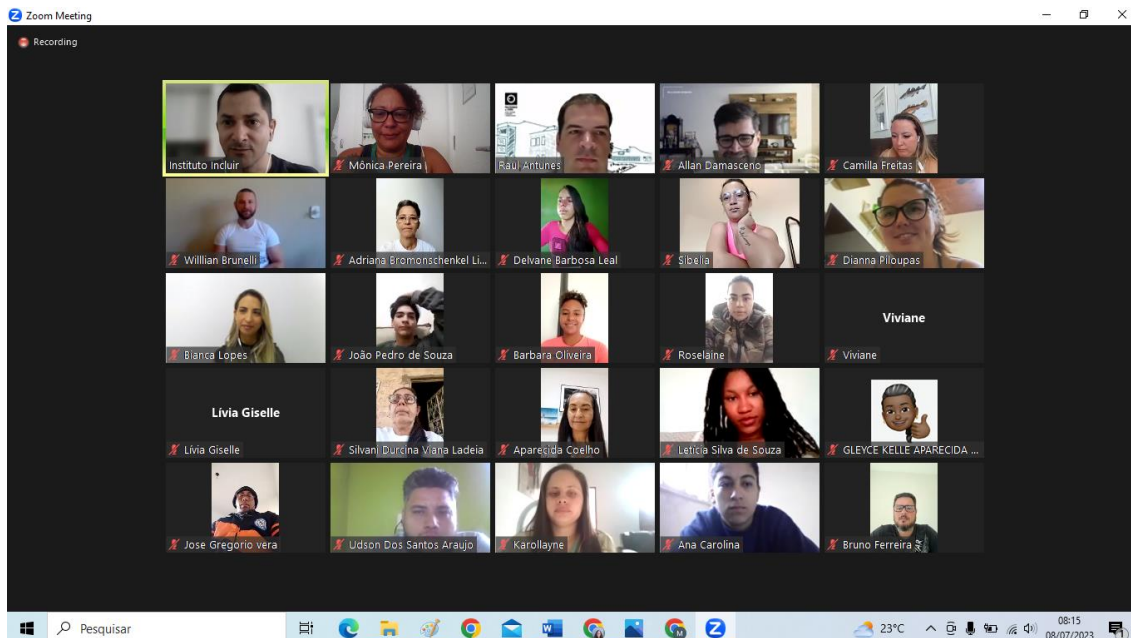 Zoom Meeting
Recording
Instituto Incluir
Mônica Pereira
Raul Antunes
Allan Damasceno
Camilla Freitas
Willlian Brunelli
Adriana Bromonschenkel Li...
Delvane Barbosa Leal
Sibelia
Dianna Piloupas
Bianca Lopes
João Pedro de Souza
Barbara Oliveira
Roselaine
Viviane
Viviane
Lívia Giselle
Lívia Giselle
Silvani Durcina Viana Ladeia
Aparecida Coelho
Leticia Silva de Souza
GLEYCE KELLE APARECIDA ...
Jose Gregorio vera
Udson Dos Santos Araujo
Karollayne
Ana Carolina
Bruno Ferreira
Pesquisar
23°C
08:15
08/07/2023